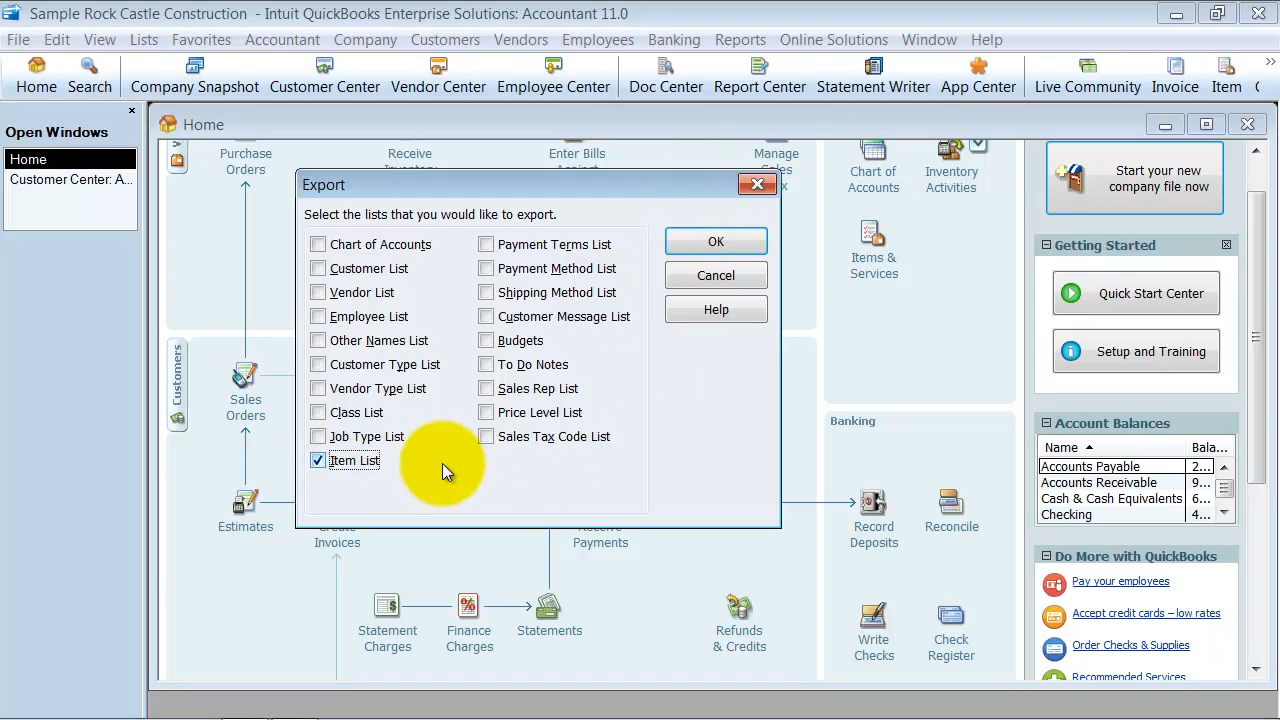 Sample Rock Castle Construction - Intuit QuickBooks Enterprise Solutions: Accountant 11.0
File Edit View Lists Favorites Accountant Company Customers Vendors Employees Banking Reports Online Solutions Window Help
Home Search Company Snapshot Customer Center Vendor Center Employee Center Doc Center Report Center Statement Writer App Center Live Community Invoice Item
Open Windows
Home
Customer Center: A...
Home
Purchase
Orders
Receive
Enter Bills
Manage
Sales
Chart of
Accounts
Inventory
Activities
Items &
Services
Export
Select the lists that you would like to export.
Chart of Accounts
Customer List
Vendor List
Employee List
Other Names List
Customer Type List
Vendor Type List
Class List
Job Type List
Item List
Payment Terms List
Payment Method List
Shipping Method List
Customer Message List
Budgets
To Do Notes
Sales Rep List
Price Level List
Sales Tax Code List
OK
Cancel
Help
Customers
Sales
Orders
Estimates
Invoices
Receive
Payments
Statement
Charges
Finance
Charges
Statements
Refunds
& Credits
Banking
Record
Deposits
Reconcile
Write
Checks
Check
Register
Start your new
company file now
Getting Started
Quick Start Center
Setup and Training
Account Balances
Name Bala...
Accounts Payable 2...
Accounts Receivable 9...
Cash & Cash Equivalents 6...
Checking 4...
Do More with QuickBooks
Pay your employees
Accept credit cards – low rates
Order Checks & Supplies
Recommended Services